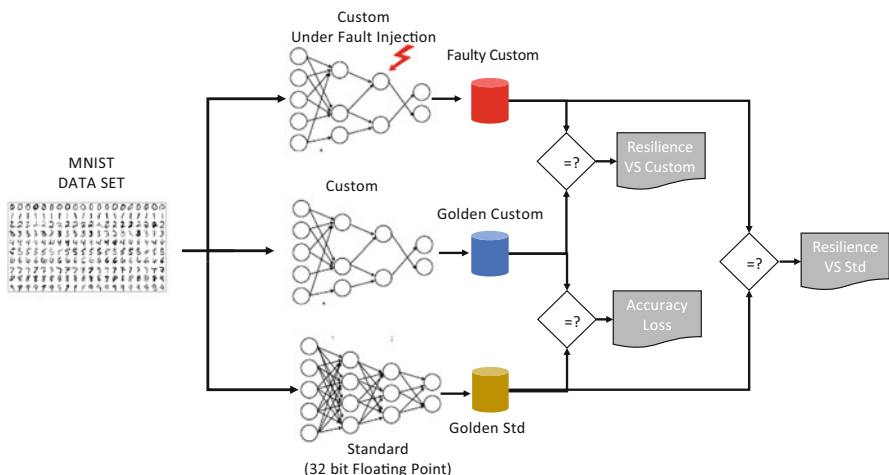 Custom
Under Fault Injection
Faulty Custom
MNIST
DATA SET
Resilience
VS Custom
=?
Custom
Golden Custom
Resilience
VS Std
=?
Accuracy
Loss
=?
Golden Std
Standard
(32 bit Floating Point)